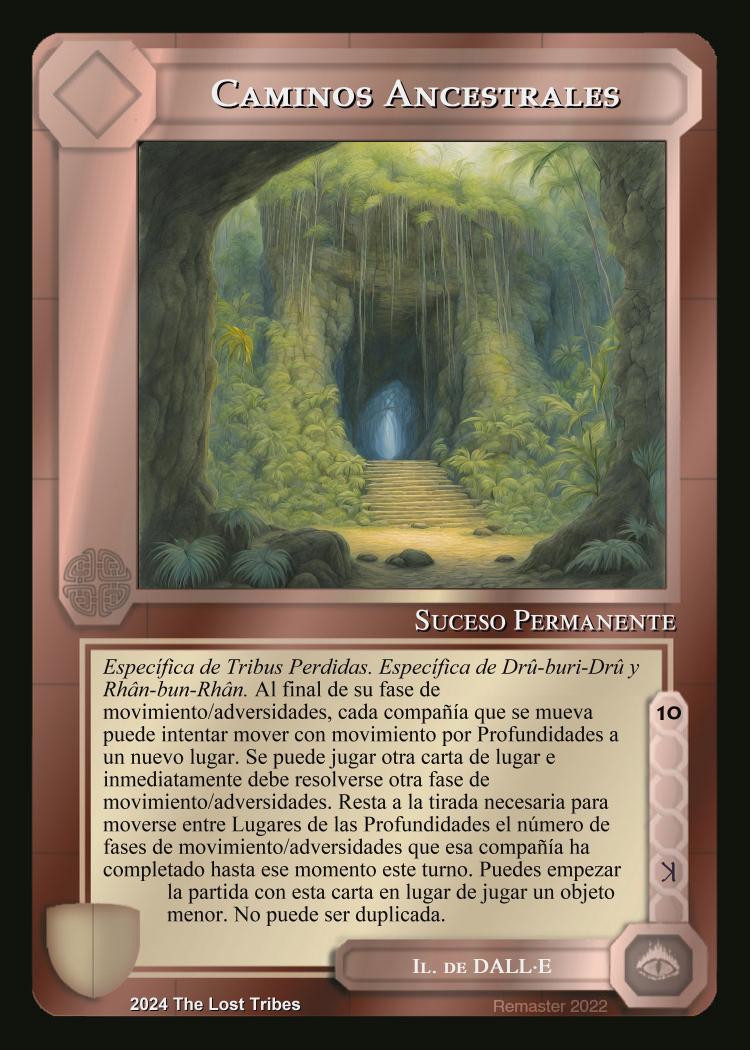 Caminos Ancestrales
Suceso Permanente
Específica de Tribus Perdidas. Específica de Drû-buri-Drû y
Rhân-bun-Rhân. Al final de su fase de
movimiento/adversidades, cada compañía que se mueva
puede intentar mover con movimiento por Profundidades a
un nuevo lugar. Se puede jugar otra carta de lugar e
inmediatamente debe resolverse otra fase de
movimiento/adversidades. Resta a la tirada necesaria para
moverse entre Lugares de las Profundidades el número de
fases de movimiento/adversidades que esa compañía ha
completado hasta ese momento este turno. Puedes empezar
la partida con esta carta en lugar de jugar un objeto
menor. No puede ser duplicada.
10
Il. de DALL·E
2024 The Lost Tribes
Remaster 2022